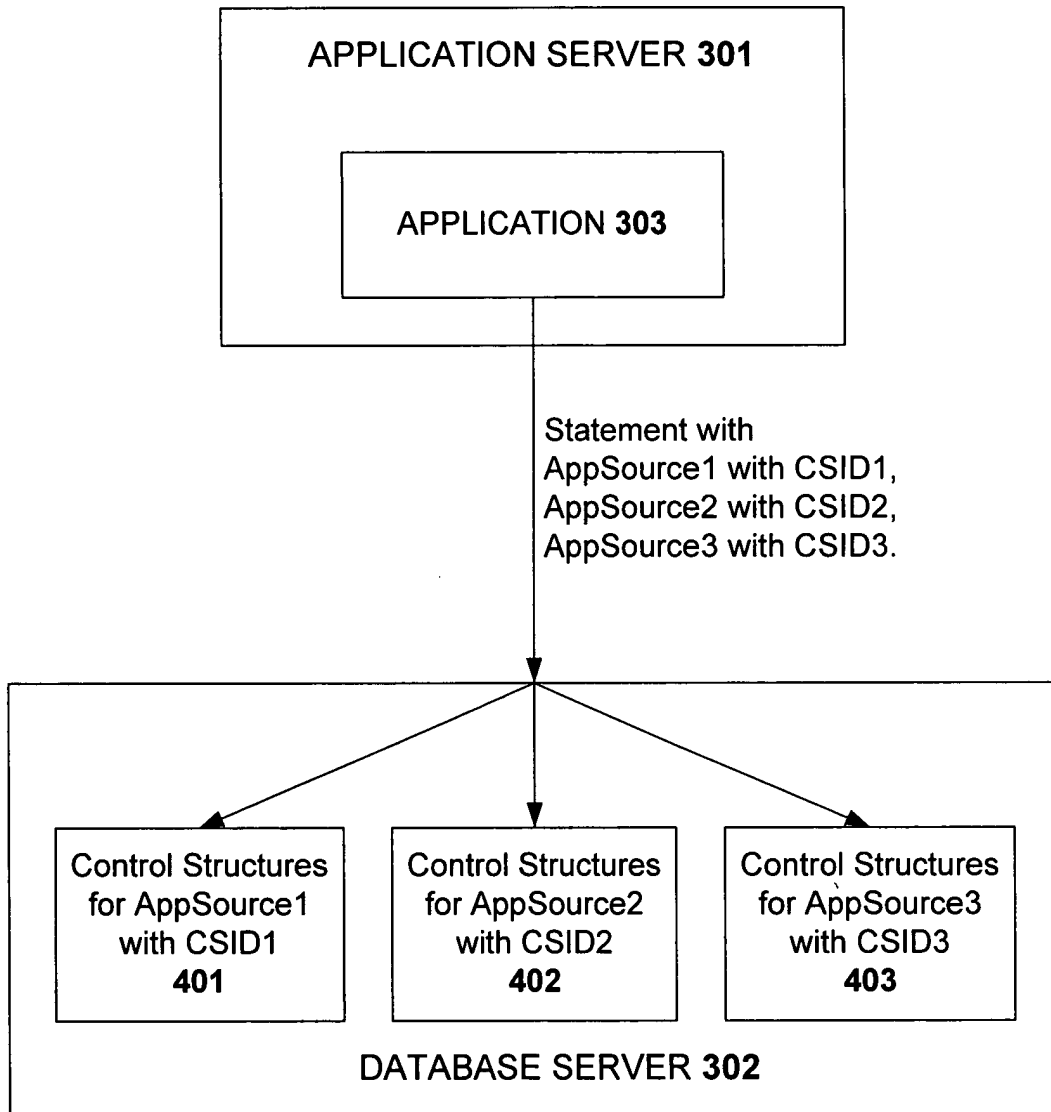 APPLICATION SERVER 301
APPLICATION 303
Statement with
AppSource1 with CSID1,
AppSource2 with CSID2,
AppSource3 with CSID3.
Control Structures
for AppSource1
with CSID1
401
Control Structures
for AppSource2
with CSID2
402
Control Structures
for AppSource3
with CSID3
403
DATABASE SERVER 302